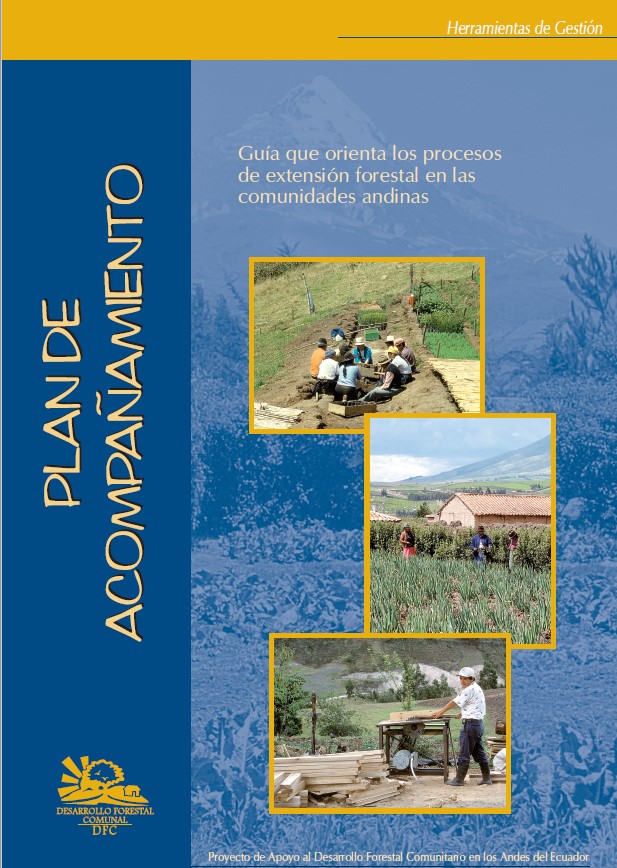 Herramientas de Gestión
Guía que orienta los procesos
de extensión forestal en las
comunidades andinas
PLAN DE
ACOMPAÑAMIENTO
DESARROLLO FORESTAL
COMUNAL
DFC
Proyecto de Apoyo al Desarrollo Forestal Comunitario en los Andes del Ecuador